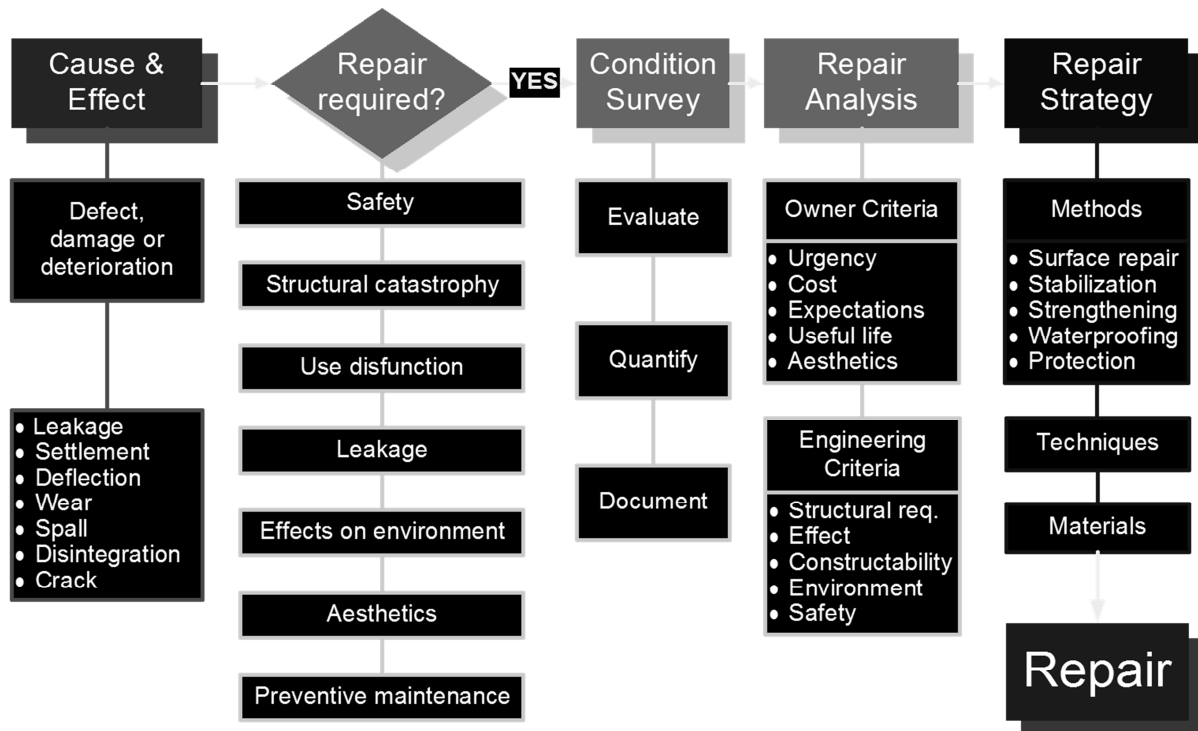 Cause &
Effect
Defect,
damage or
deterioration
• Leakage
• Settlement
• Deflection
• Wear
• Spall
• Disintegration
• Crack
Repair
required?
YES
Safety
Structural catastrophy
Use disfunction
Leakage
Effects on environment
Aesthetics
Preventive maintenance
Condition
Survey
Evaluate
Quantify
Document
Repair
Analysis
Owner Criteria
• Urgency
• Cost
• Expectations
• Useful life
• Aesthetics
Engineering
Criteria
• Structural req.
• Effect
• Constructability
• Environment
• Safety
Repair
Strategy
Methods
• Surface repair
• Stabilization
• Strengthening
• Waterproofing
• Protection
Techniques
Materials
Repair